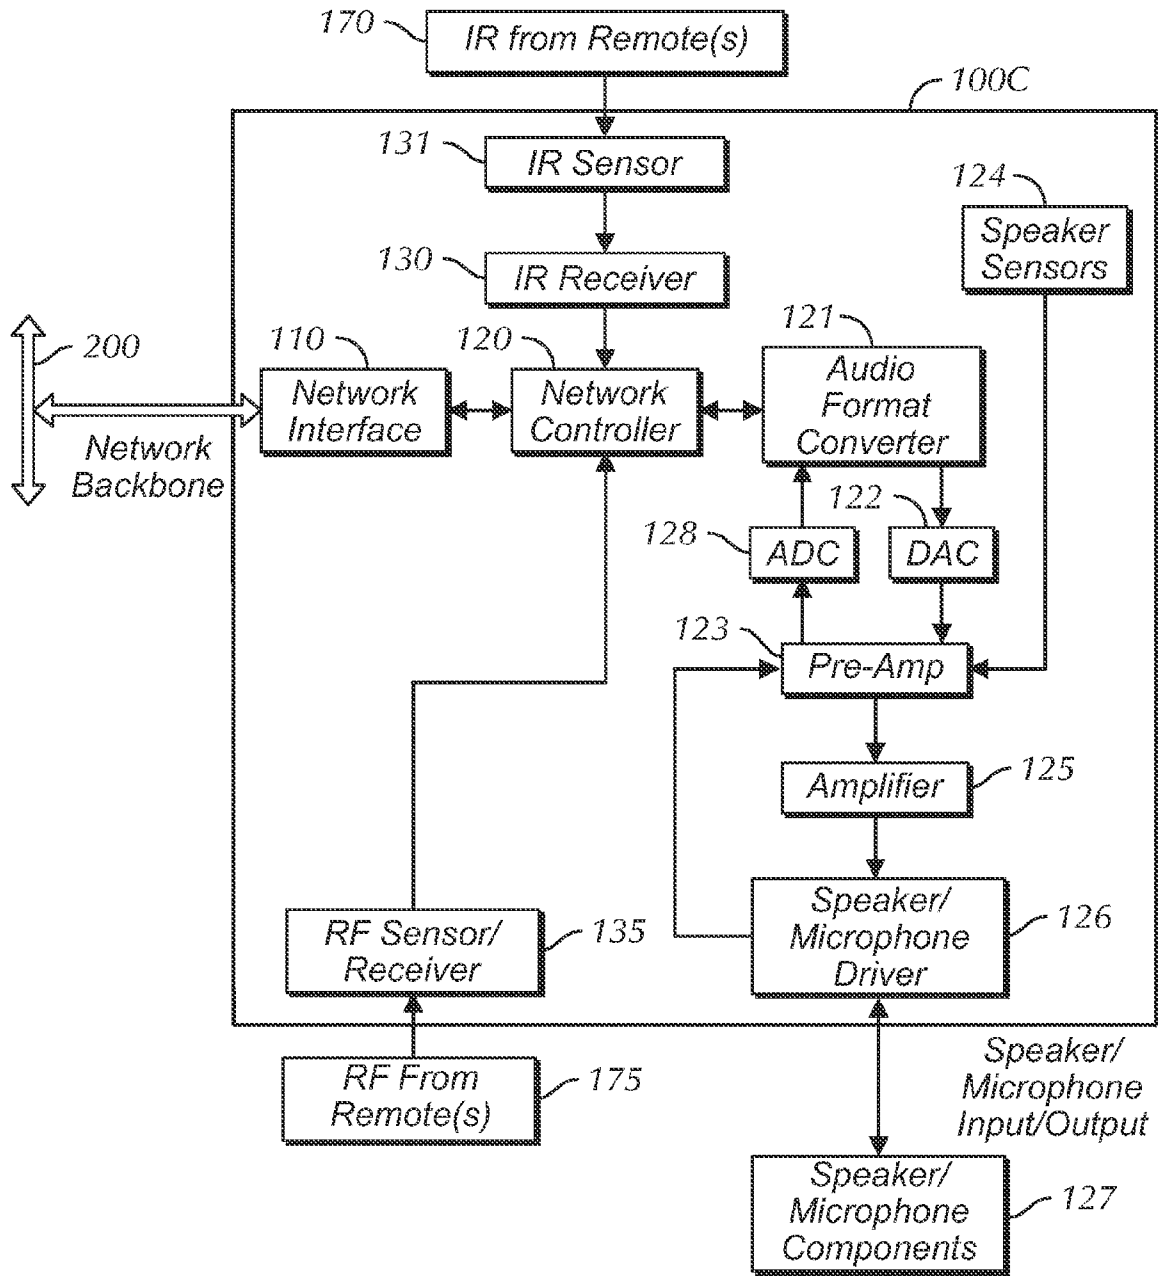 170
IR from Remote(s)
100C
131
IR Sensor
124
Speaker
Sensors
130
IR Receiver
200
110
120
121
Network
Interface
Network
Controller
Audio
Format
Converter
Network
Backbone
122
128
ADC
DAC
123
Pre-Amp
Amplifier
125
RF Sensor/
Receiver
135
Speaker/
Microphone
Driver
126
RF From
Remote(s)
175
Speaker/
Microphone
Input/Output
Speaker/
Microphone
Components
127